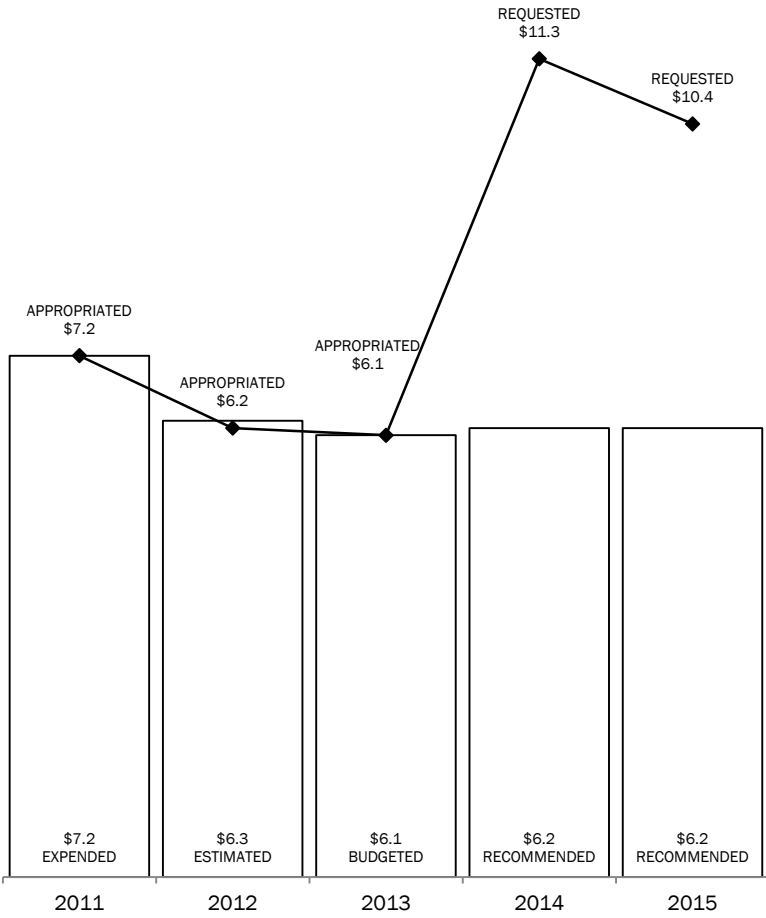 REQUESTED
$11.3
REQUESTED
$10.4
APPROPRIATED
$7.2
APPROPRIATED
$6.2
APPROPRIATED
$6.1
$7.2
EXPENDED
$6.3
ESTIMATED
$6.1
BUDGETED
$6.2
RECOMMENDED
$6.2
RECOMMENDED
2011
2012
2013
2014
2015